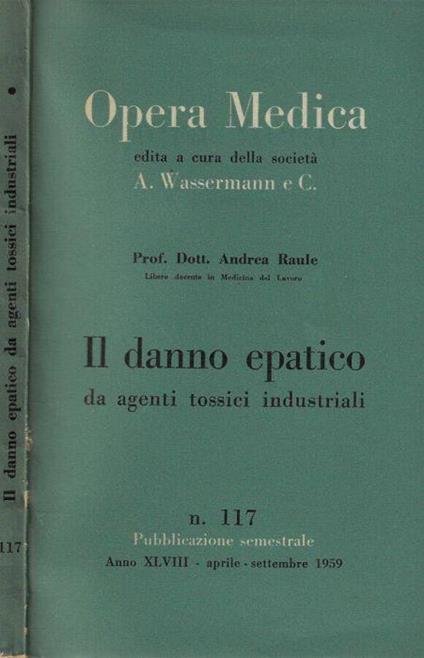 Opera Medica
edita a cura della società
A. Wassermann e C.
Prof. Dott. Andrea Raule
Libero docente in Medicina del Lavoro
Il danno epatico
da agenti tossici industriali
n. 117
Pubblicazione semestrale
Anno XLVIII - aprile - settembre 1959
Il danno epatico da agenti tossici industriali
117